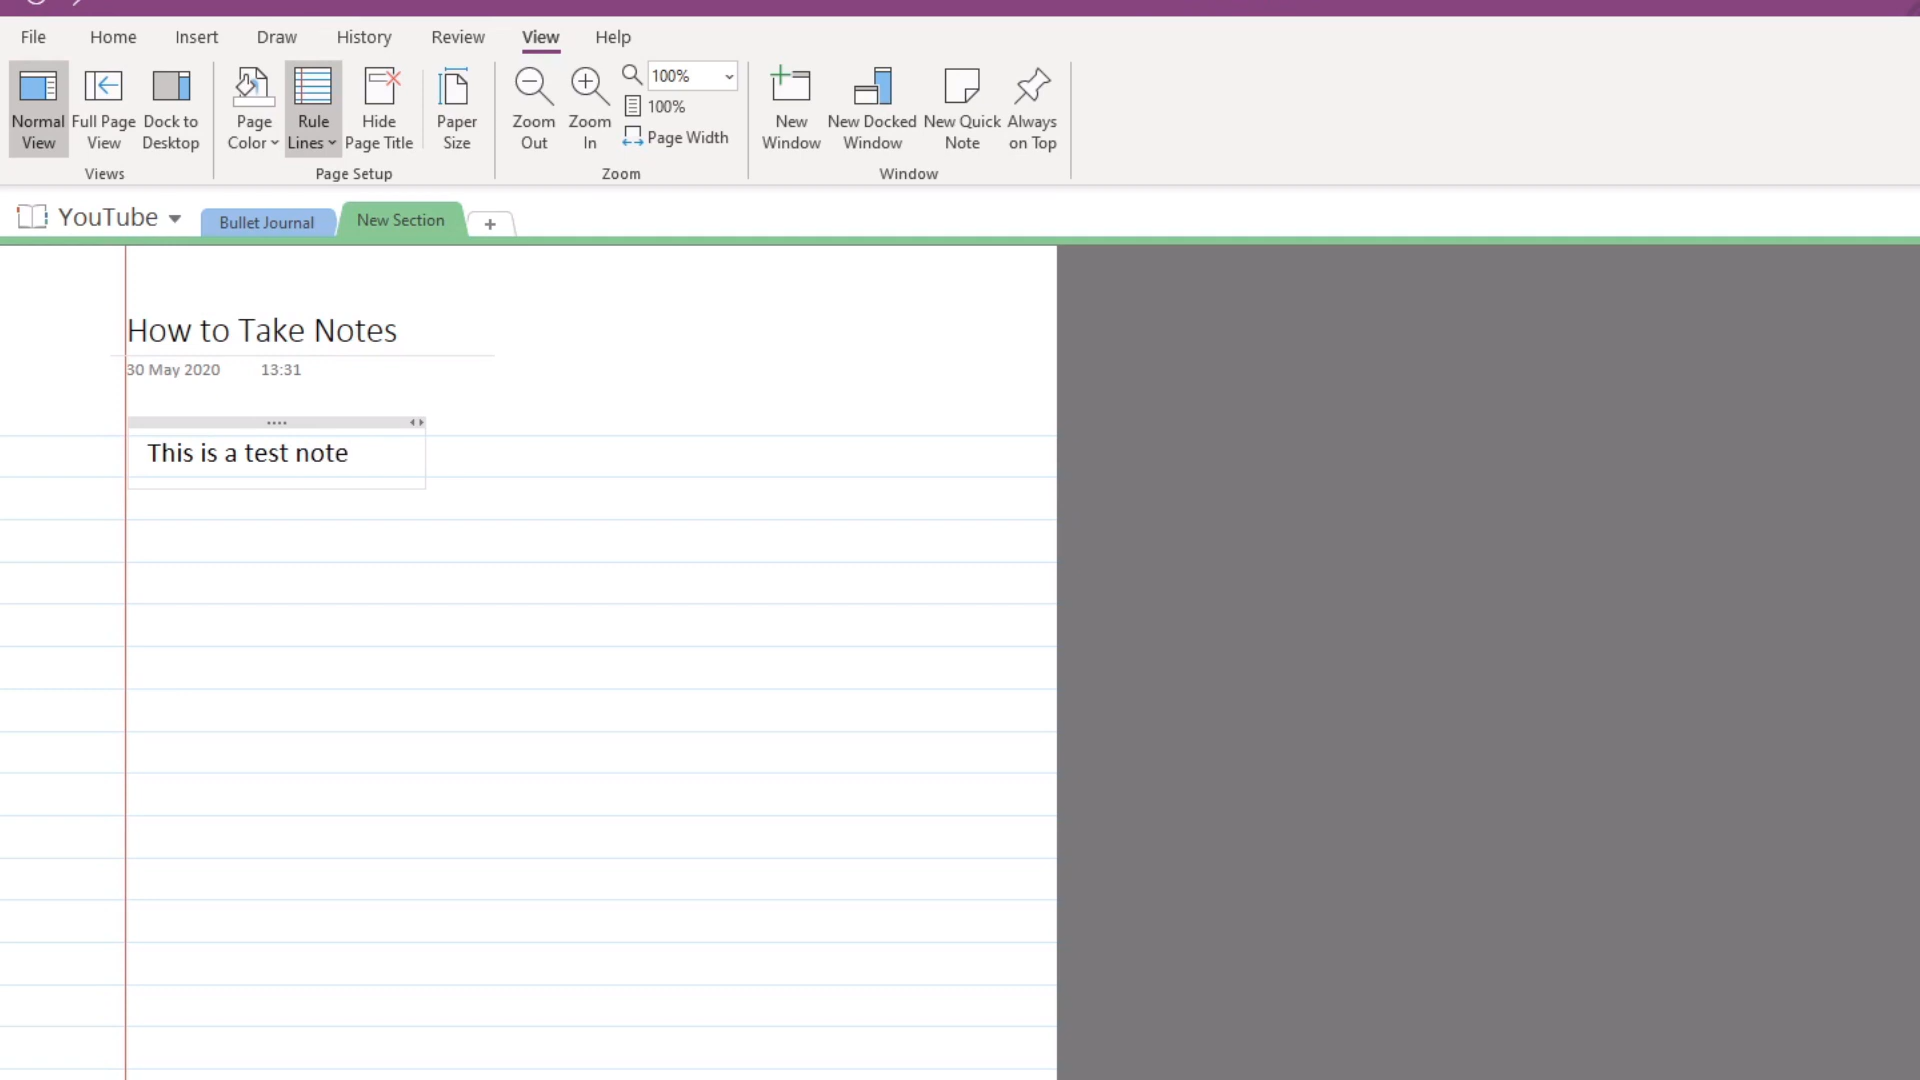 File Home Insert Draw History Review View Help
Normal View
Full Page View
Dock to Desktop
Views
Page Color
Rule Lines
Hide Page Title
Paper Size
Page Setup
Zoom Out
Zoom In
100%
100%
Page Width
Zoom
New Window
New Docked Window
New Quick Note
Always on Top
Window
YouTube
Bullet Journal
New Section
How to Take Notes
30 May 2020 13:31
This is a test note